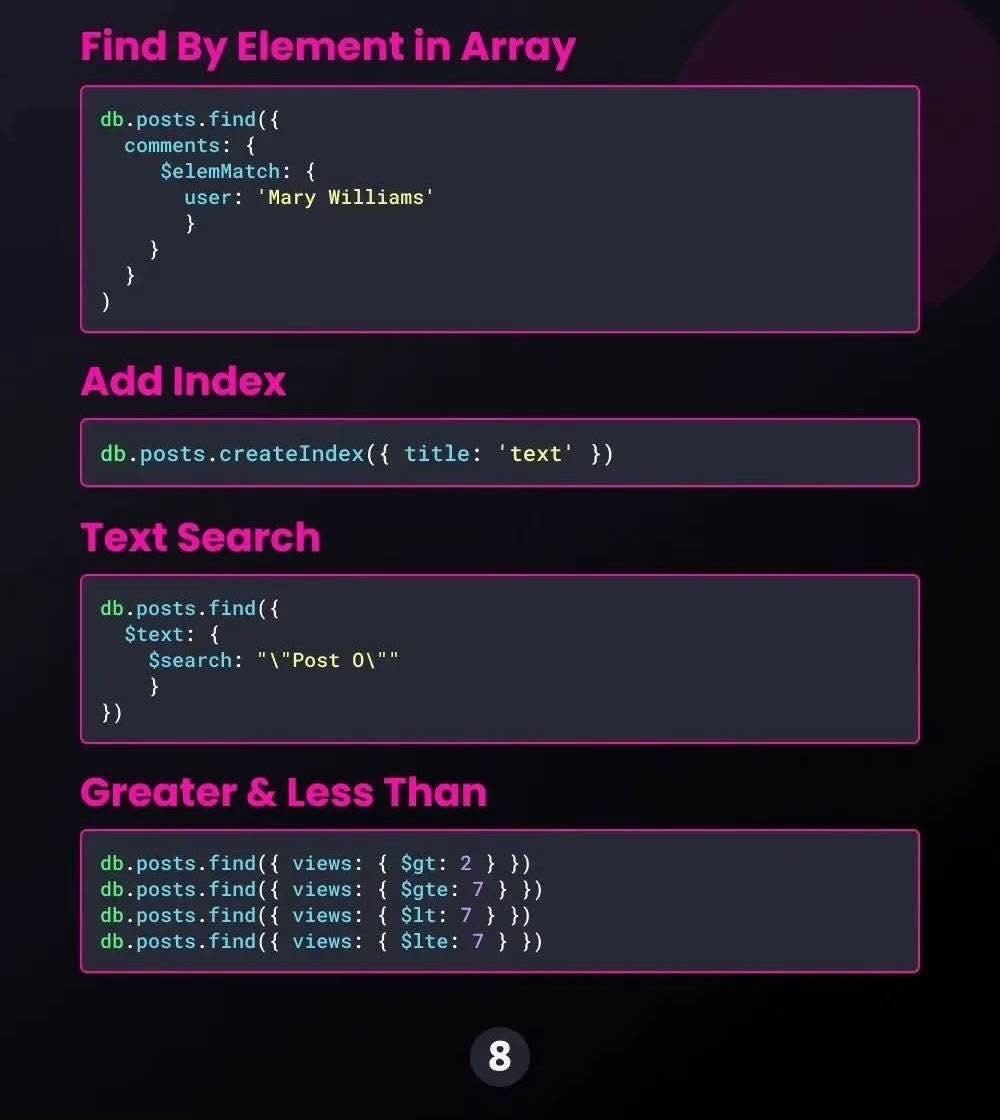 Find By Element in Array
db.posts.find({
  comments: {
     $elemMatch: {
       user: 'Mary Williams'
       }
    }
  }
)
Add Index
db.posts.createIndex({ title: 'text' })
Text Search
db.posts.find({
  $text: {
    $search: "\"Post O\""
    }
})
Greater & Less Than
db.posts.find({ views: { $gt: 2 } })
db.posts.find({ views: { $gte: 7 } })
db.posts.find({ views: { $lt: 7 } })
db.posts.find({ views: { $lte: 7 } })
8